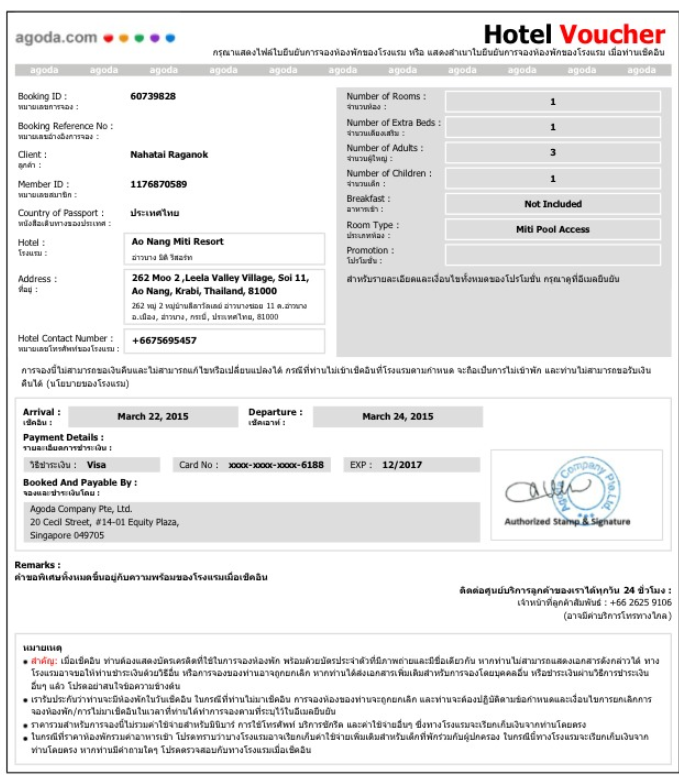 agoda.com
Hotel Voucher
กรุณาแสดงไฟล์ใบยืนยันการจองห้องพักของโรงแรม หรือ แสดงสำเนาใบยืนยันการจองห้องพักของโรงแรม เมื่อท่านเช็คอิน
agoda agoda agoda agoda agoda agoda agoda agoda agoda agoda agoda
Booking ID : 60739828
หมายเลขการจอง :
Booking Reference No :
หมายเลขอ้างอิงการจอง :
Client : Nahatai Raganok
ลูกค้า :
Member ID : 1176870589
หมายเลขสมาชิก :
Country of Passport : ประเทศไทย
หนังสือเดินทางของประเทศ :
Hotel : Ao Nang Miti Resort
โรงแรม : อ่าวนาง มิติ รีสอร์ท
Address : 262 Moo 2 ,Leela Valley Village, Soi 11,
ที่อยู่ : Ao Nang, Krabi, Thailand, 81000
262 หมู่ 2 หมู่บ้านลีลาวัลเลย์ อ่าวนางซอย 11 ต.อ่าวนาง
อ.เมือง, อ่าวนาง, กระบี่, ประเทศไทย, 81000
Hotel Contact Number : +6675695457
หมายเลขโทรศัพท์ของโรงแรม :
Number of Rooms : 1
จำนวนห้อง :
Number of Extra Beds : 1
จำนวนเตียงเสริม :
Number of Adults : 3
จำนวนผู้ใหญ่ :
Number of Children : 1
จำนวนเด็ก :
Breakfast : Not Included
อาหารเช้า :
Room Type : Miti Pool Access
ประเภทห้อง :
Promotion :
โปรโมชั่น :
สำหรับรายละเอียดและเงื่อนไขทั้งหมดของโปรโมชั่น กรุณาดูที่อีเมลยืนยัน
การจองนี้ไม่สามารถขอเงินคืนและไม่สามารถแก้ไขหรือเปลี่ยนแปลงได้ กรณีที่ท่านไม่เข้าเช็คอินที่โรงแรมตามกำหนด จะถือเป็นการไม่เข้าพัก และท่านไม่สามารถขอรับเงิน
คืนได้ (นโยบายของโรงแรม)
Arrival : March 22, 2015 Departure : March 24, 2015
เช็คอิน : เช็คเอาท์ :
Payment Details :
รายละเอียดการชำระเงิน :
วิธีชำระเงิน : Visa Card No : xxxx-xxxx-xxxx-6188 EXP : 12/2017
Booked And Payable By :
จองและชำระเงินโดย :
Agoda Company Pte, Ltd.
20 Cecil Street, #14-01 Equity Plaza,
Singapore 049705
Agoda Company Pte.Ltd.
Authorized Stamp & Signature
Remarks :
คำขอพิเศษทั้งหมดขึ้นอยู่กับความพร้อมของโรงแรมเมื่อเช็คอิน
ติดต่อศูนย์บริการลูกค้าของเราได้ทุกวัน 24 ชั่วโมง :
เจ้าหน้าที่ลูกค้าสัมพันธ์ : +66 2625 9106
(อาจมีค่าบริการโทรทางไกล)
หมายเหตุ
● สำคัญ: เมื่อเช็คอิน ท่านต้องแสดงบัตรเครดิตที่ใช้ในการจองห้องพัก พร้อมด้วยบัตรประจำตัวที่มีภาพถ่ายและมีชื่อเดียวกัน หากท่านไม่สามารถแสดงเอกสารดังกล่าวได้ ทาง
โรงแรมอาจขอให้ท่านชำระเงินด้วยวิธีอื่น หรือการจองของท่านอาจถูกยกเลิก หากท่านได้ส่งเอกสารเพิ่มเติมสำหรับการจองโดยบุคคลอื่น หรือชำระเงินผ่านวิธีการชำระเงิน
อื่นๆ แล้ว โปรดอย่าสนใจข้อความข้างต้น
● เรารับประกันว่าท่านจะมีห้องพักในวันเช็คอิน ในกรณีที่ท่านไม่มาเช็คอิน การจองห้องของท่านจะถูกยกเลิก และท่านจะต้องปฏิบัติตามข้อกำหนดและเงื่อนไขการยกเลิกการ
จองห้องพัก/การไม่มาเช็คอินในเวลาที่ท่านได้ทำการจองตามที่ระบุไว้ในอีเมลยืนยัน
● ราคารวมสำหรับการจองนี้ไม่รวมค่าใช้จ่ายสำหรับมินิบาร์ การใช้โทรศัพท์ บริการซักรีด และค่าใช้จ่ายอื่นๆ ซึ่งทางโรงแรมจะเรียกเก็บเงินจากท่านโดยตรง
● ในกรณีที่ราคาห้องพักรวมค่าอาหารเช้า โปรดทราบว่าบางโรงแรมอาจเรียกเก็บค่าใช้จ่ายเพิ่มเติมสำหรับเด็กที่พักร่วมกับผู้ปกครอง ในกรณีนี้ทางโรงแรมจะเรียกเก็บเงินจาก
ท่านโดยตรง หากท่านมีคำถามใดๆ โปรดตรวจสอบกับทางโรงแรมเมื่อเช็คอิน